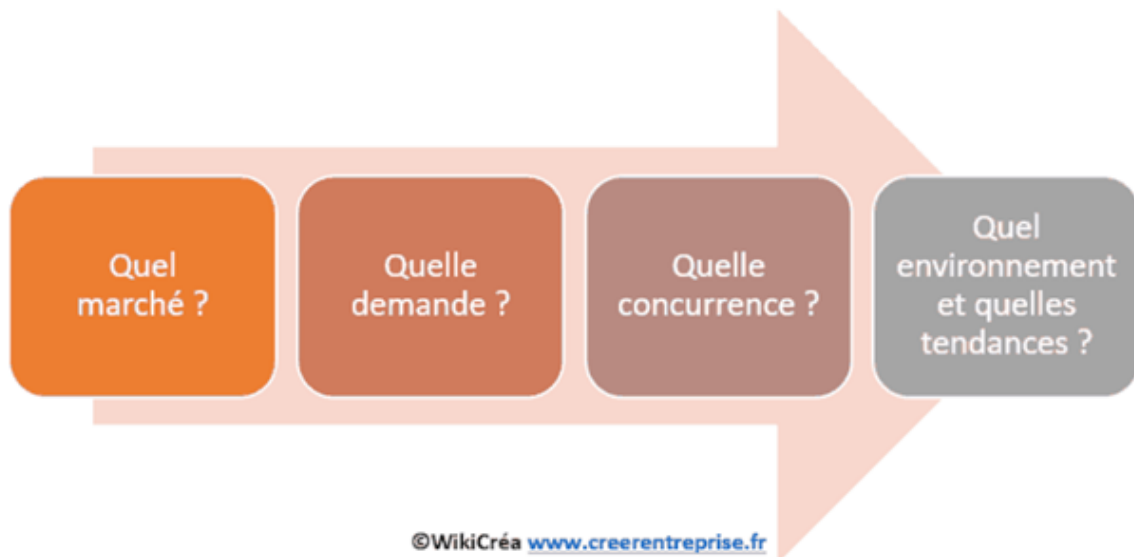 Quel
marché ?
Quelle
demande ?
Quelle
concurrence ?
Quel
environnement
et quelles
tendances ?
©WikiCréa www.creerentreprise.fr